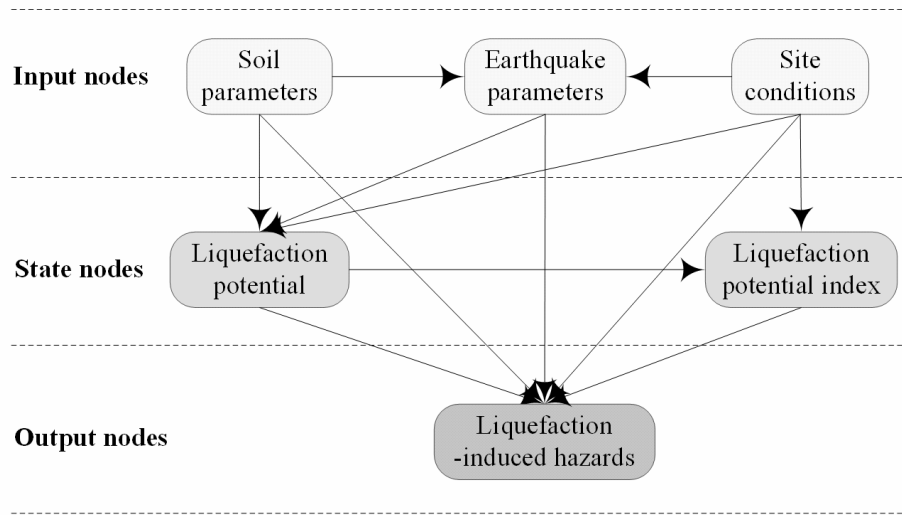 Input nodes
Soil
parameters
Earthquake
parameters
Site
conditions
State nodes
Liquefaction
potential
Liquefaction
potential index
Output nodes
Liquefaction
-induced hazards